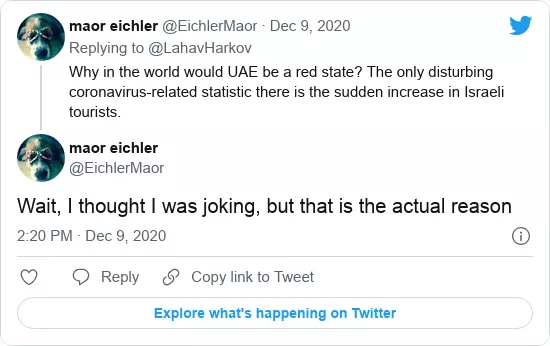 maor eichler @EichlerMaor · Dec 9, 2020
Replying to @LahavHarkov
Why in the world would UAE be a red state? The only disturbing
coronavirus-related statistic there is the sudden increase in Israeli
tourists.
maor eichler
@EichlerMaor
Wait, I thought I was joking, but that is the actual reason
2:20 PM · Dec 9, 2020
Reply Copy link to Tweet
Explore what's happening on Twitter